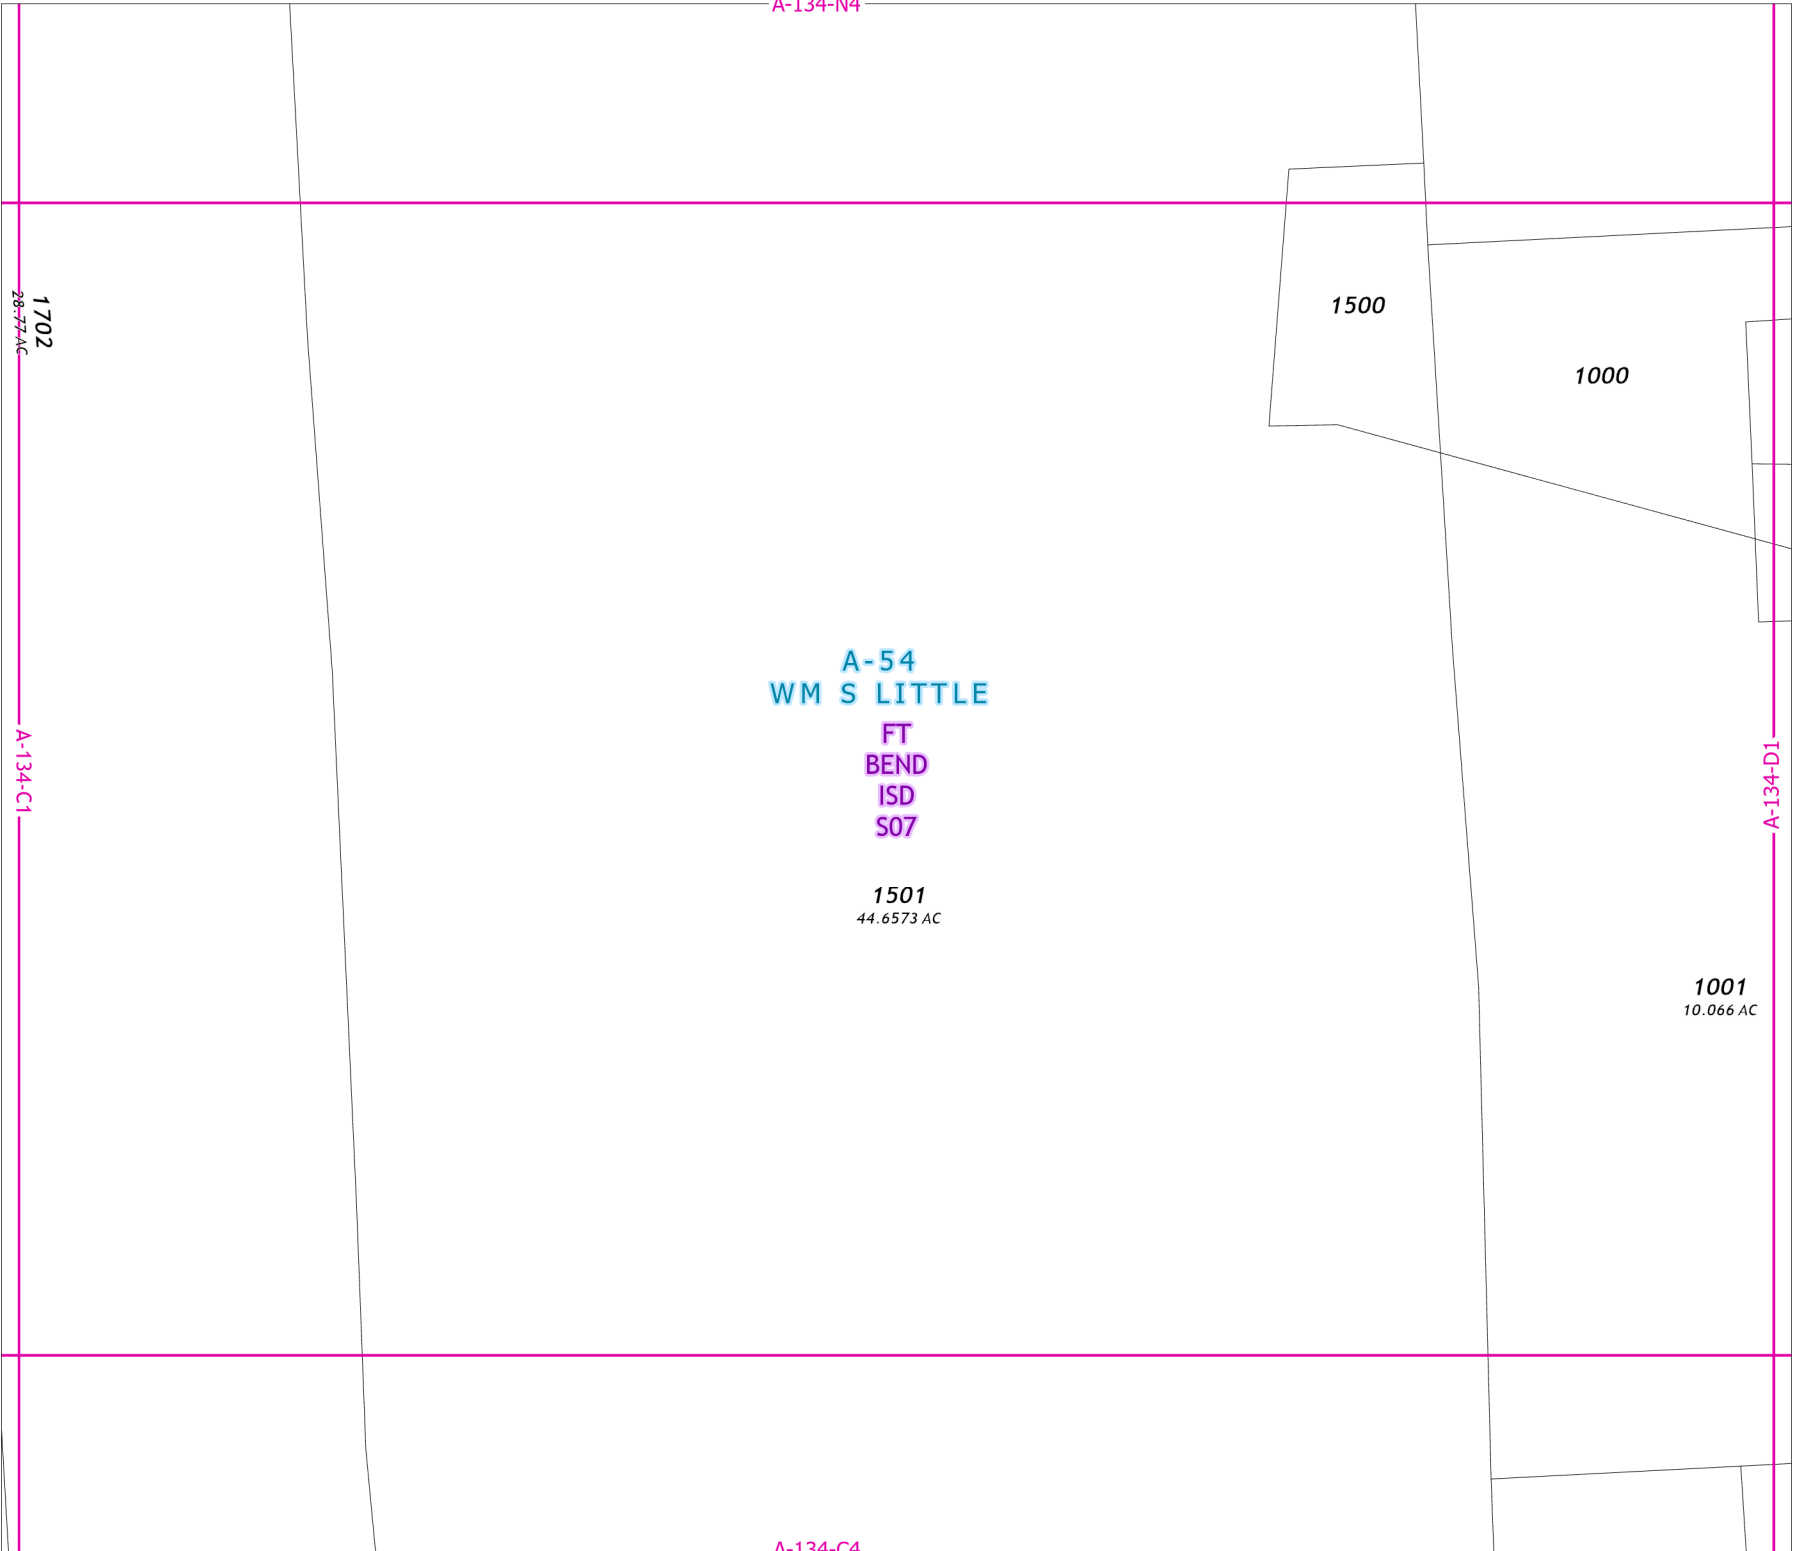 A-134-N4
1702
28.77 AC
1500
1000
A-54
WM S LITTLE
FT
BEND
ISD
S07
A-134-C1
A-134-D1
1501
44.6573 AC
1001
10.066 AC
A-134-C4